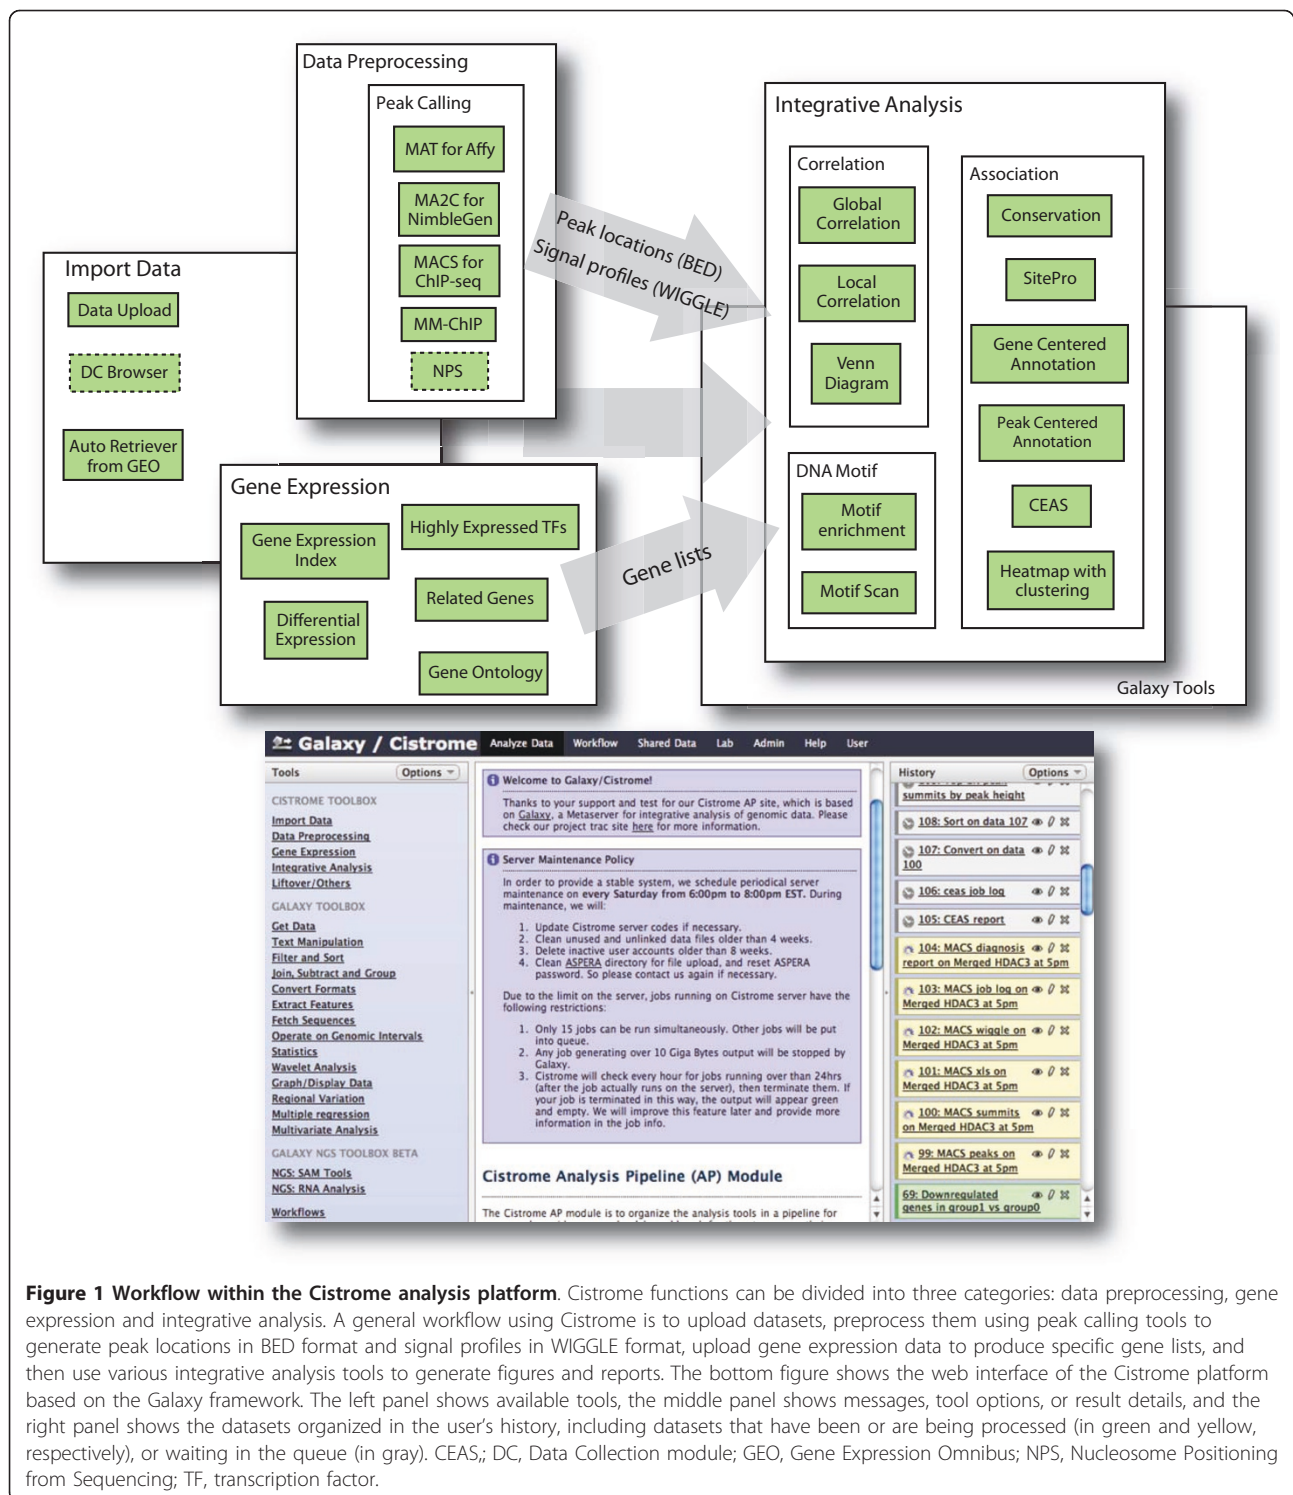 Data Preprocessing
Peak Calling
MAT for Affy
MA2C for
NimbleGen
MACS for
ChIP-seq
MM-ChIP
NPS
Import Data
Data Upload
DC Browser
Auto Retriever
from GEO
Gene Expression
Gene Expression
Index
Differential
Expression
Highly Expressed TFs
Related Genes
Gene Ontology
Peak locations (BED)
Signal profiles (WIGGLE)
Gene lists
Integrative Analysis
Correlation
Global
Correlation
Local
Correlation
Venn
Diagram
DNA Motif
Motif
enrichment
Motif Scan
Association
Conservation
SitePro
Gene Centered
Annotation
Peak Centered
Annotation
CEAS
Heatmap with
clustering
Galaxy Tools
Galaxy / Cistrome
Analyze Data Workflow Shared Data Lab Admin Help User
Tools Options
CISTROME TOOLBOX
Import Data
Data Preprocessing
Gene Expression
Integrative Analysis
Liftover/Others
GALAXY TOOLBOX
Get Data
Text Manipulation
Filter and Sort
Join, Subtract and Group
Convert Formats
Extract Features
Fetch Sequences
Operate on Genomic Intervals
Statistics
Wavelet Analysis
Graph/Display Data
Regional Variation
Multiple regression
Multivariate Analysis
GALAXY NGS TOOLBOX BETA
NGS: SAM Tools
NGS: RNA Analysis
Workflows
Welcome to Galaxy/Cistrome!
Thanks to your support and test for our Cistrome AP site, which is based
on Galaxy, a Metaserver for integrative analysis of genomic data. Please
check our project trac site here for more information.
Server Maintenance Policy
In order to provide a stable system, we schedule periodical server
maintenance on every Saturday from 6:00pm to 8:00pm EST. During
maintenance, we will:
1. Update Cistrome server codes if necessary.
2. Clean unused and unlinked data files older than 4 weeks.
3. Delete inactive user accounts older than 8 weeks.
4. Clean ASPERA directory for file upload, and reset ASPERA
password. So please contact us again if necessary.
Due to the limit on the server, jobs running on Cistrome server have the
following restrictions:
1. Only 15 jobs can be run simultaneously. Other jobs will be put
into queue.
2. Any job generating over 10 Giga Bytes output will be stopped by
Galaxy.
3. Cistrome will check every hour for jobs running over than 24hrs
(after the job actually runs on the server), then terminate them. If
your job is terminated in this way, the output will appear green
and empty. We will improve this feature later and provide more
information in the job info.
Cistrome Analysis Pipeline (AP) Module
The Cistrome AP module is to organize the analysis tools in a pipeline for
History Options
summits by peak height
108: Sort on data 107
107: Convert on data
100
106: ceas job log
105: CEAS report
104: MACS diagnosis
report on Merged HDAC3 at 5pm
103: MACS job log on
Merged HDAC3 at 5pm
102: MACS wiggle on
Merged HDAC3 at 5pm
101: MACS xls on
Merged HDAC3 at 5pm
100: MACS summits
on Merged HDAC3 at 5pm
99: MACS peaks on
Merged HDAC3 at 5pm
69: Downregulated
genes in group1 vs group0
Figure 1 Workflow within the Cistrome analysis platform. Cistrome functions can be divided into three categories: data preprocessing, gene
expression and integrative analysis. A general workflow using Cistrome is to upload datasets, preprocess them using peak calling tools to
generate peak locations in BED format and signal profiles in WIGGLE format, upload gene expression data to produce specific gene lists, and
then use various integrative analysis tools to generate figures and reports. The bottom figure shows the web interface of the Cistrome platform
based on the Galaxy framework. The left panel shows available tools, the middle panel shows messages, tool options, or result details, and the
right panel shows the datasets organized in the user's history, including datasets that have been or are being processed (in green and yellow,
respectively), or waiting in the queue (in gray). CEAS,; DC, Data Collection module; GEO, Gene Expression Omnibus; NPS, Nucleosome Positioning
from Sequencing; TF, transcription factor.